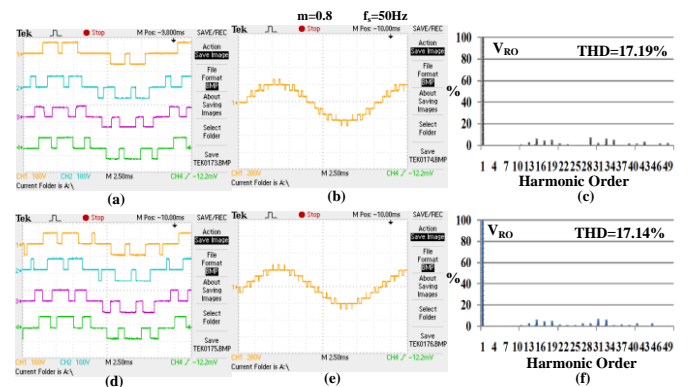 m=0.8 fs=50Hz
Tek Stop M Pos: -9.800ms SAVE/REC
Action
Save Image
File
Format
BMP
About
Saving
Images
Select
Folder
Save
TEK0173.BMP
CH1 100V CH2 100V M 2.50ms CH4 / -12.2mV
Current Folder is A:\
(a)
Tek Stop M Pos: -10.00ms SAVE/REC
Action
Save Image
File
Format
BMP
About
Saving
Images
Select
Folder
Save
TEK0174.BMP
CH1 200V M 2.50ms CH4 / -12.2mV
Current Folder is A:\
(b)
VRO THD=17.19%
%
100
80
60
40
20
0
1 4 7 10 13 16 19 22 25 28 31 34 37 40 43 46 49
Harmonic Order
(c)
Tek Stop M Pos: -10.00ms SAVE/REC
Action
Save Image
File
Format
BMP
About
Saving
Images
Select
Folder
Save
TEK0175.BMP
CH1 100V CH2 100V M 2.50ms CH4 / -12.2mV
Current Folder is A:\
(d)
Tek Stop M Pos: -10.00ms SAVE/REC
Action
Save Image
File
Format
BMP
About
Saving
Images
Select
Folder
Save
TEK0176.BMP
CH1 200V M 2.50ms CH4 / -12.2mV
Current Folder is A:\
(e)
VRO THD=17.14%
%
100
80
60
40
20
0
1 4 7 10 13 16 19 22 25 28 31 34 37 40 43 46 49
Harmonic Order
(f)